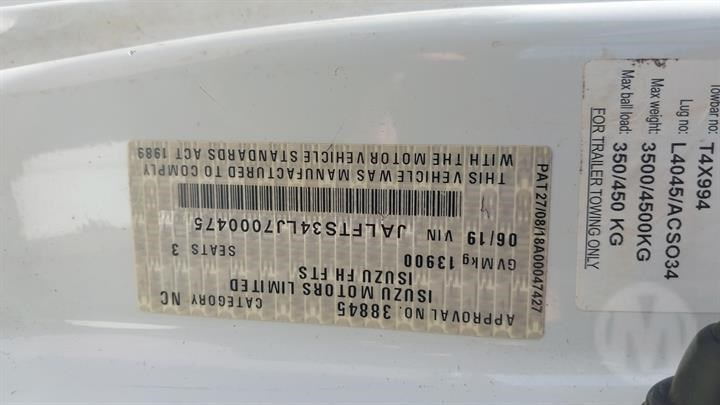 APPROVAL NO. 38845 CATEGORY NC
ISUZU MOTORS LIMITED
ISUZU FH FTS
GVMkg 13900 SEATS 3
06/19 VIN JALFTS34LJ7000475
THIS VEHICLE WAS MANUFACTURED TO COMPLY
WITH THE MOTOR VEHICLE STANDARDS ACT 1989
PAT27/08/18A00047427
Towbar no: T4X994
Lug no: L4045/ACSO34
Max weight: 3500/4500KG
Max ball load: 350/450 KG
FOR TRAILER TOWING ONLY
M